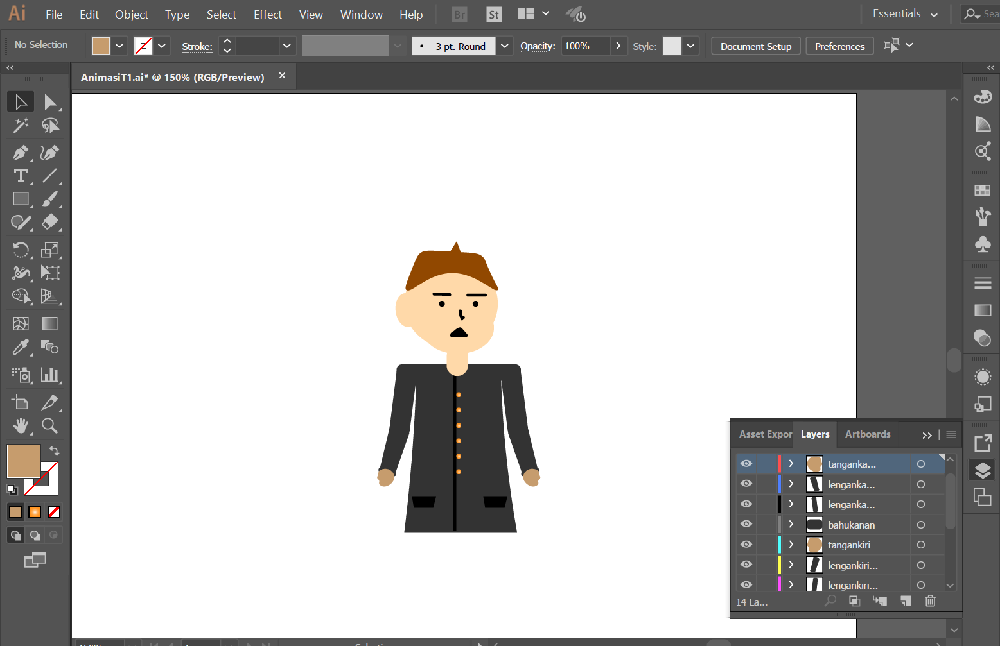 Ai File Edit Object Type Select Effect View Window Help Br St Essentials Sea
No Selection Stroke: 3 pt. Round Opacity: 100% Style: Document Setup Preferences
AnimasiT1.ai* @ 150% (RGB/Preview)
Asset Expor Layers Artboards
tanganka...
lenganka...
lenganka...
bahukanan
tangankiri
lengankiri...
lengankiri...
14 La...